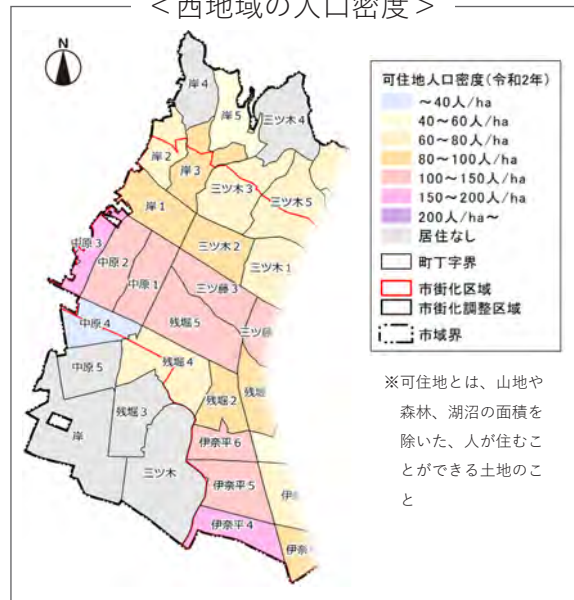 ＜西地域の人口密度＞
N
岸4
岸5
三ツ木4
岸2
岸3
三ツ木3
三ツ木5
岸1
三ツ木2
三ツ木1
中原3
中原2
中原1
三ツ藤3
三ツ藤
中原4
残堀5
中原5
残堀4
残堀3
残堀2
残堀
岸
三ツ木
伊奈平6
伊奈平5
伊奈平4
伊奈
可住地人口密度(令和2年)
～40人/ha
40～60人/ha
60～80人/ha
80～100人/ha
100～150人/ha
150～200人/ha
200人/ha～
居住なし
町丁字界
市街化区域
市街化調整区域
市域界
※可住地とは、山地や
森林、湖沼の面積を
除いた、人が住むこ
とができる土地のこ
と